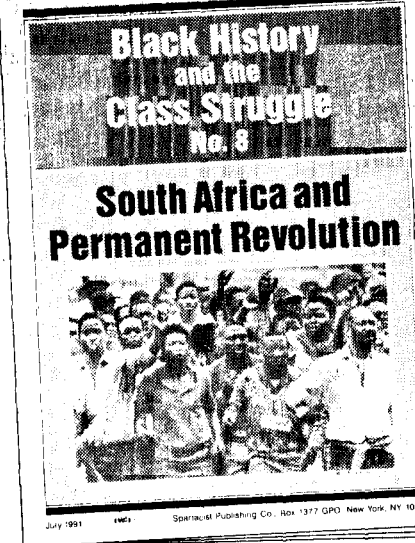 Black History
and the
Class Struggle
No. 8
South Africa and
Permanent Revolution
July 1991 Spartacist Publishing Co., Box 1377 GPO New York, NY 10